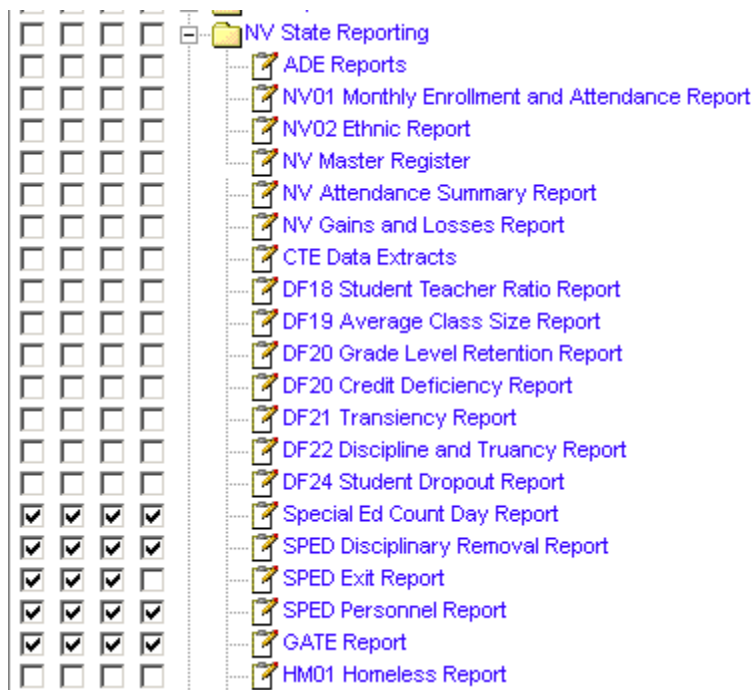 NV State Reporting
ADE Reports
NV01 Monthly Enrollment and Attendance Report
NV02 Ethnic Report
NV Master Register
NV Attendance Summary Report
NV Gains and Losses Report
CTE Data Extracts
DF18 Student Teacher Ratio Report
DF19 Average Class Size Report
DF20 Grade Level Retention Report
DF20 Credit Deficiency Report
DF21 Transiency Report
DF22 Discipline and Truancy Report
DF24 Student Dropout Report
Special Ed Count Day Report
SPED Disciplinary Removal Report
SPED Exit Report
SPED Personnel Report
GATE Report
HM01 Homeless Report